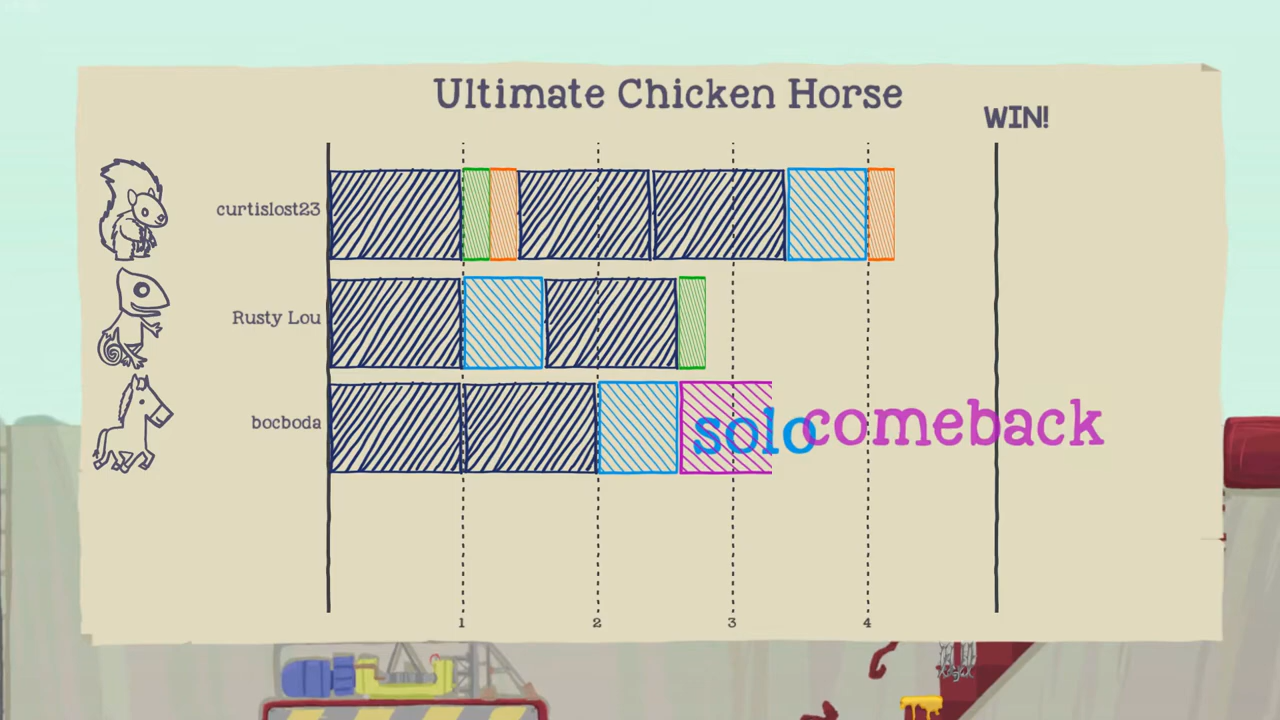 Ultimate Chicken Horse
WIN!
curtislost23
Rusty Lou
bocboda
solo comeback
1 2 3 4